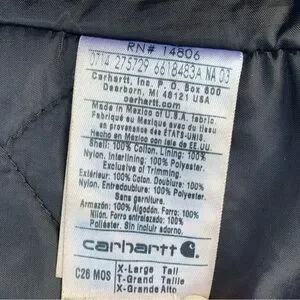 RN# 14806
0714 275729 6618483A NA 03
Carhartt, Inc. P.O. Box 600
Dearborn, MI 48121 USA
carhartt.com
Made in Mexico of U.S.A. fabric
Fabriqué au Mexique avec du tissu
en provenance des ÉTATS-UNIS.
Hecho en México con tela de EE.UU.
Shell: 100% Cotton. Lining: 100%
Nylon. Interlining: 100% Polyester.
Exclusive of Trimming.
Extérieur: 100% Coton. Doublure: 100%
Nylon. Entredoublure: 100% Polyester.
Sans garniture.
Armazón: 100% Algodón. Forro: 100%
Nilón. Forro entrelazado: 100%
Poliéster. Sin incluir adorno.
carhartt
C26 MOS
X-Large Tall
T-Grand Taille
X-Grande Alto